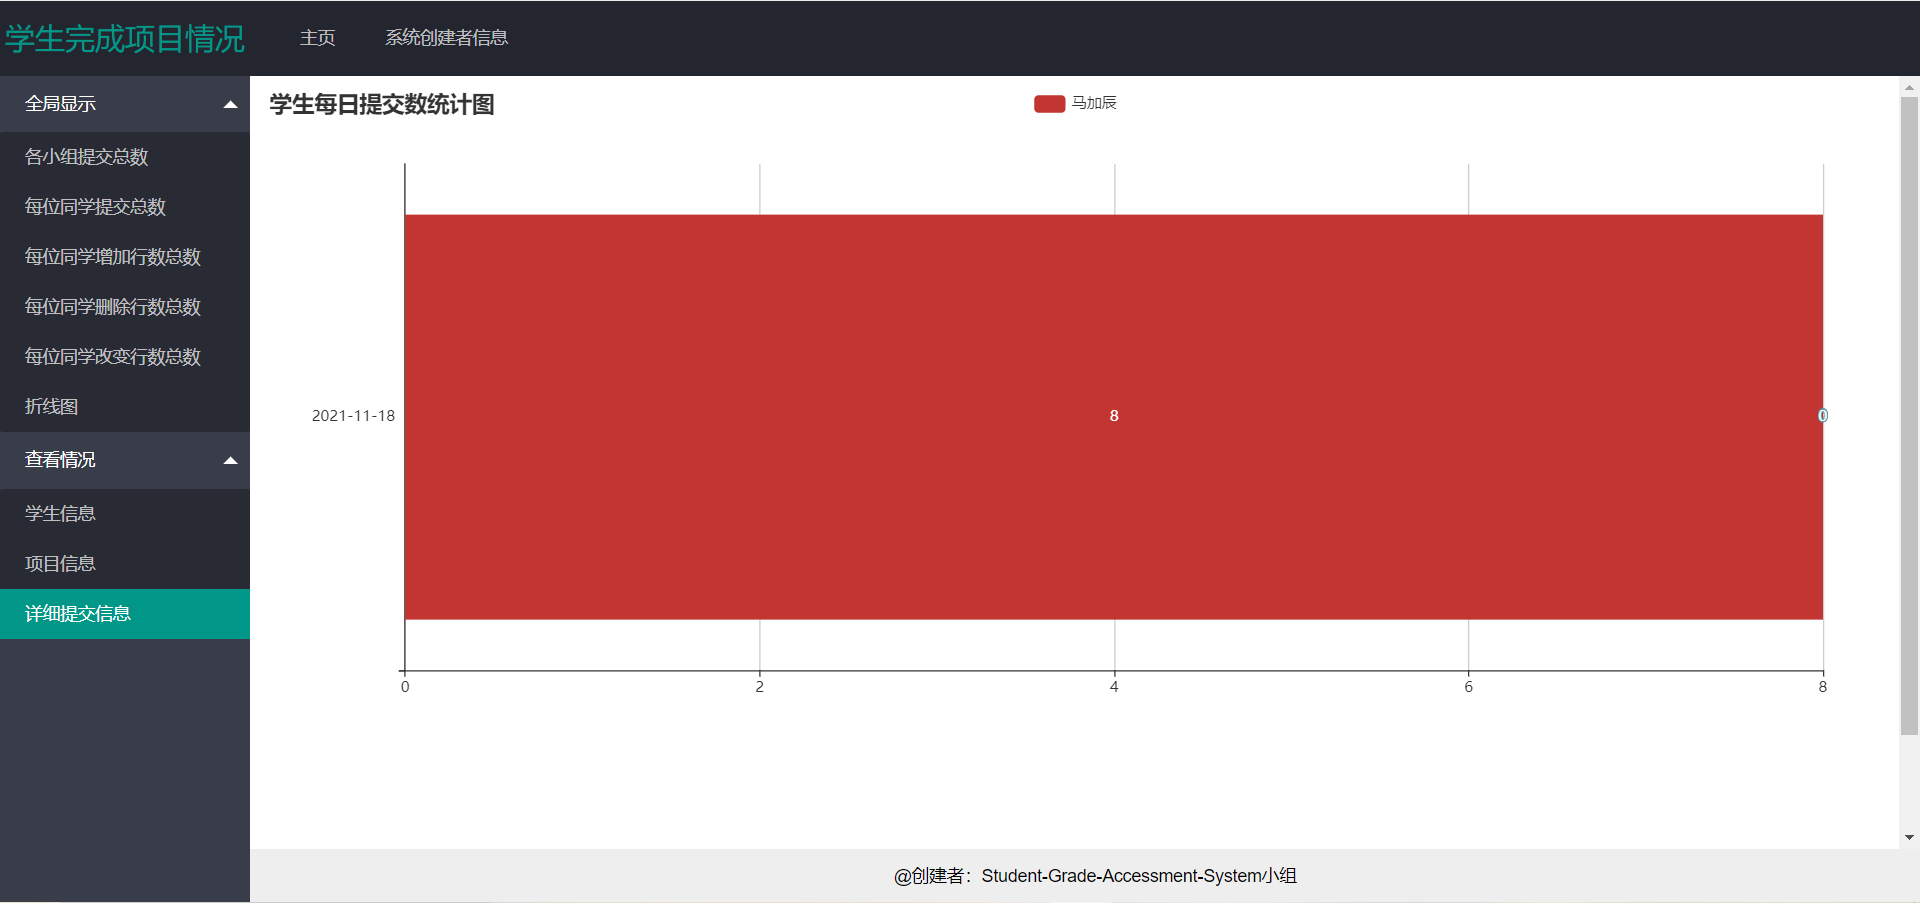 学生完成项目情况
主页
系统创建者信息
全局显示
各小组提交总数
每位同学提交总数
每位同学增加行数总数
每位同学删除行数总数
每位同学改变行数总数
折线图
查看情况
学生信息
项目信息
详细提交信息
学生每日提交数统计图
马加辰
2021-11-18
8
0
0
2
4
6
8
@创建者：Student-Grade-Accessment-System小组